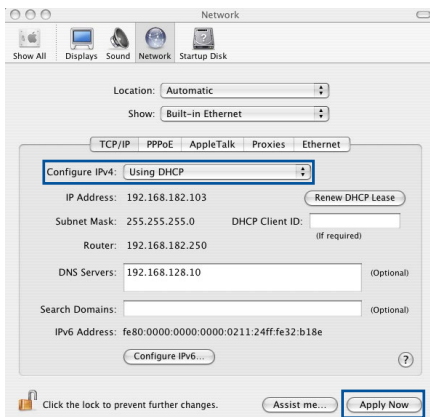 Network
Show All Displays Sound Network Startup Disk
Location: Automatic
Show: Built-in Ethernet
TCP/IP PPPoE AppleTalk Proxies Ethernet
Configure IPv4: Using DHCP
IP Address: 192.168.182.103 Renew DHCP Lease
Subnet Mask: 255.255.255.0 DHCP Client ID:
(If required)
Router: 192.168.182.250
DNS Servers: 192.168.128.10 (Optional)
Search Domains: (Optional)
IPv6 Address: fe80:0000:0000:0000:0211:24ff:fe32:b18e
Configure IPv6... ?
Click the lock to prevent further changes. Assist me... Apply Now